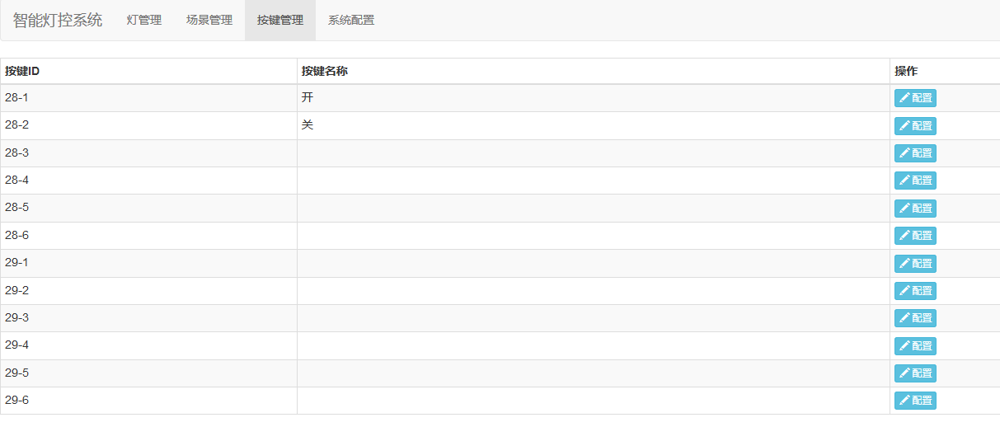 智能灯控系统 灯管理 场景管理 按键管理 系统配置
按键ID 按键名称 操作
28-1 开 配置
28-2 关 配置
28-3 配置
28-4 配置
28-5 配置
28-6 配置
29-1 配置
29-2 配置
29-3 配置
29-4 配置
29-5 配置
29-6 配置